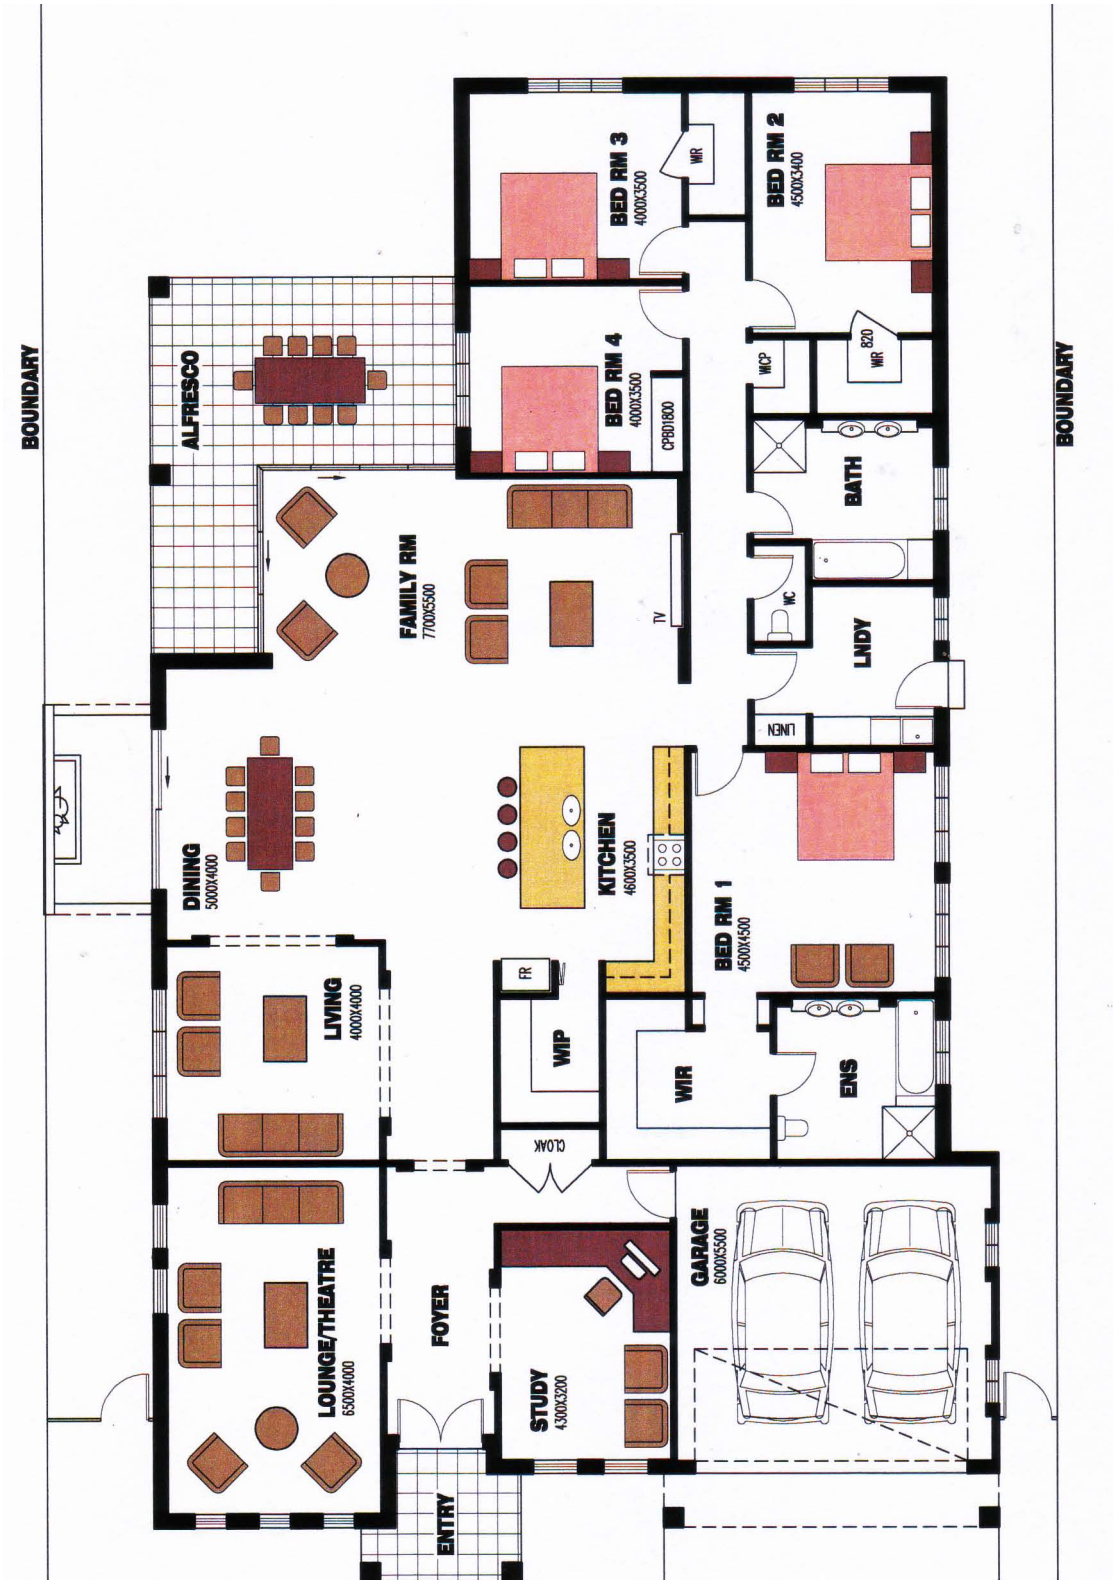 BOUNDARY
BOUNDARY
BED RM 3
4000X3500
WIR
BED RM 2
4500X3400
ALFRESCO
BED RM 4
4000X3500
CPBD1800
WCP
820
WIR
BATH
FAMILY RM
7700X5500
TV
WC
LNDY
LINEN
DINING
5000X4000
KITCHEN
4600X3500
BED RM 1
4500X4500
FR
LIVING
4000X4000
WIP
WIR
ENS
CLOAK
LOUNGE/THEATRE
6500X4000
FOYER
STUDY
4300X3200
GARAGE
6000X5500
ENTRY